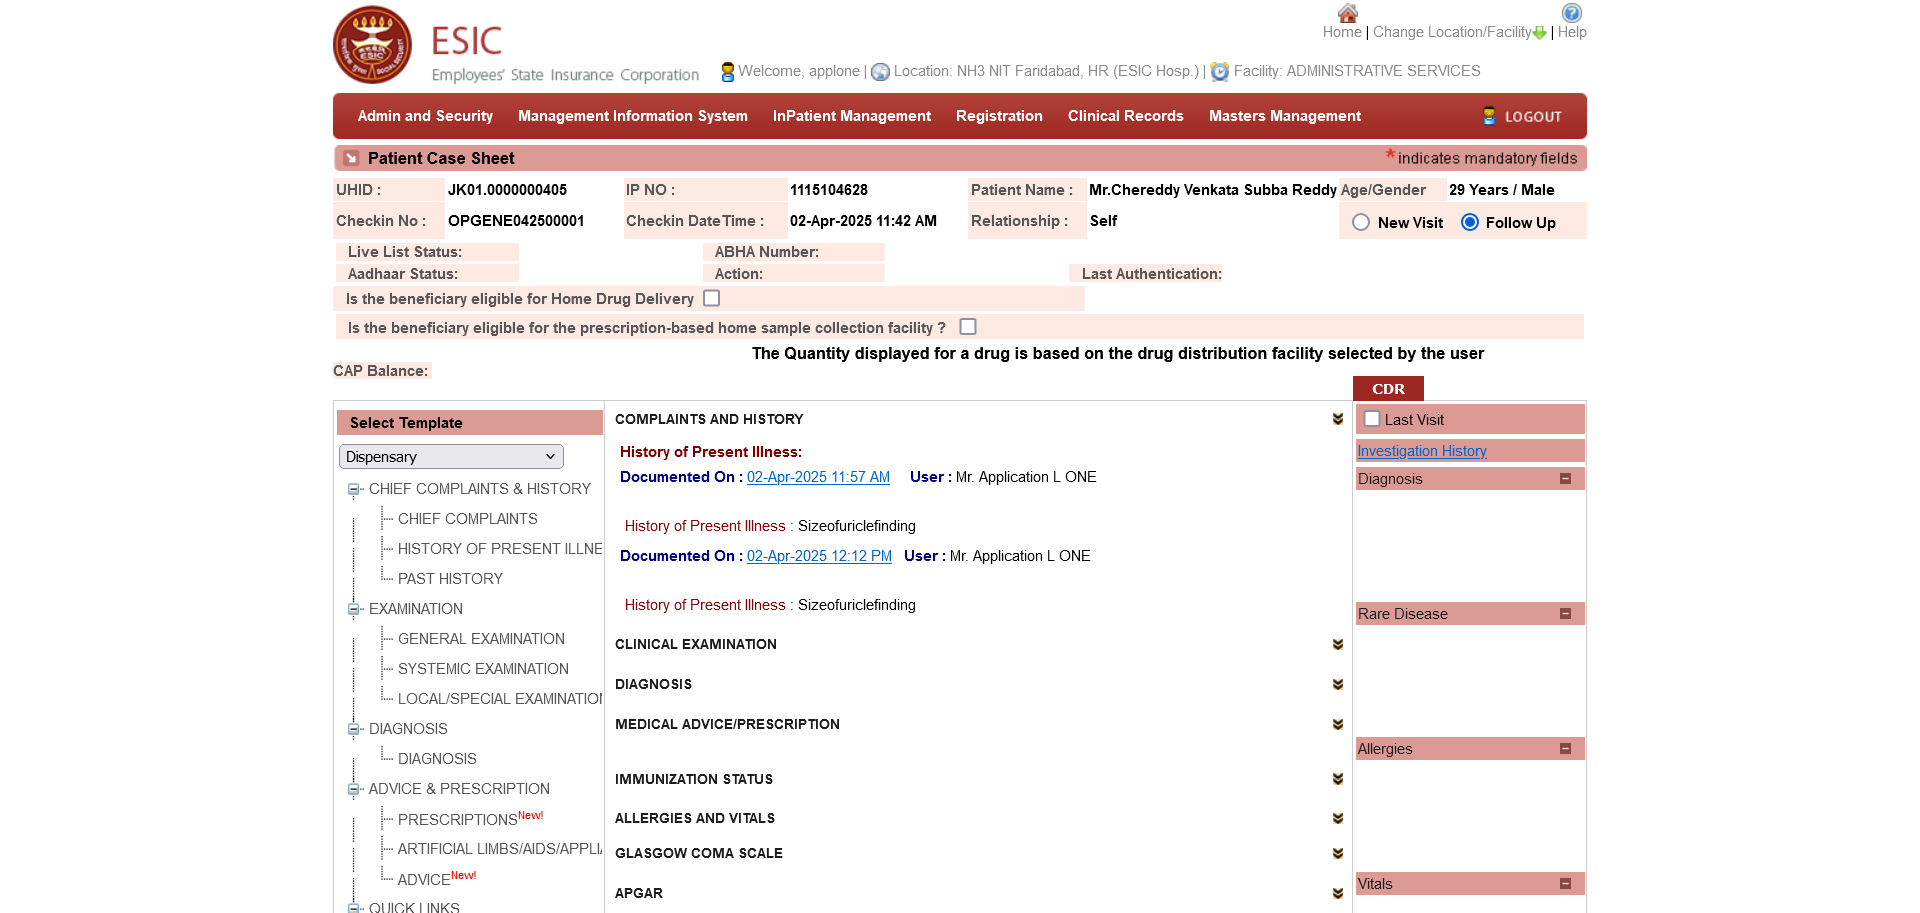 Home | Change Location/Facility | Help
ESIC
Employees' State Insurance Corporation
Welcome, applone | Location: NH3 NIT Faridabad, HR (ESIC Hosp.) | Facility: ADMINISTRATIVE SERVICES
Admin and Security Management Information System InPatient Management Registration Clinical Records Masters Management LOGOUT
Patient Case Sheet * indicates mandatory fields
UHID : JK01.0000000405 IP NO : 1115104628 Patient Name : Mr.Chereddy Venkata Subba Reddy Age/Gender 29 Years / Male
Checkin No : OPGENE042500001 Checkin DateTime : 02-Apr-2025 11:42 AM Relationship : Self New Visit Follow Up
Live List Status: ABHA Number:
Aadhaar Status: Action: Last Authentication:
Is the beneficiary eligible for Home Drug Delivery
Is the beneficiary eligible for the prescription-based home sample collection facility ?
The Quantity displayed for a drug is based on the drug distribution facility selected by the user
CAP Balance:
CDR
Select Template
Dispensary
CHIEF COMPLAINTS & HISTORY
CHIEF COMPLAINTS
HISTORY OF PRESENT ILLNE
PAST HISTORY
EXAMINATION
GENERAL EXAMINATION
SYSTEMIC EXAMINATION
LOCAL/SPECIAL EXAMINATION
DIAGNOSIS
DIAGNOSIS
ADVICE & PRESCRIPTION
PRESCRIPTIONS New!
ARTIFICIAL LIMBS/AIDS/APPLIA
ADVICE New!
QUICK LINKS
COMPLAINTS AND HISTORY
History of Present Illness:
Documented On : 02-Apr-2025 11:57 AM User : Mr. Application L ONE
History of Present Illness : Sizeofuriclefinding
Documented On : 02-Apr-2025 12:12 PM User : Mr. Application L ONE
History of Present Illness : Sizeofuriclefinding
CLINICAL EXAMINATION
DIAGNOSIS
MEDICAL ADVICE/PRESCRIPTION
IMMUNIZATION STATUS
ALLERGIES AND VITALS
GLASGOW COMA SCALE
APGAR
Last Visit
Investigation History
Diagnosis
Rare Disease
Allergies
Vitals